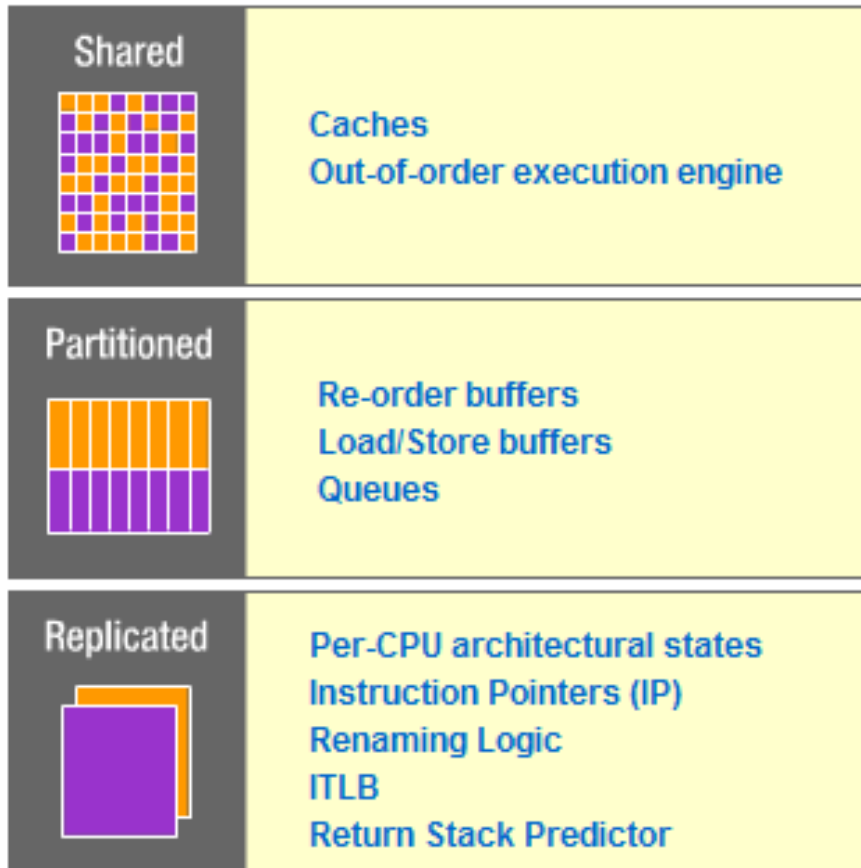 Shared
Caches
Out-of-order execution engine
Partitioned
Re-order buffers
Load/Store buffers
Queues
Replicated
Per-CPU architectural states
Instruction Pointers (IP)
Renaming Logic
ITLB
Return Stack Predictor